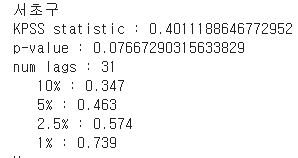 서초구
KPSS statistic : 0.4011188646772952
p-value : 0.07667290315633829
num lags : 31
10% : 0.347
5% : 0.463
2.5% : 0.574
1% : 0.739